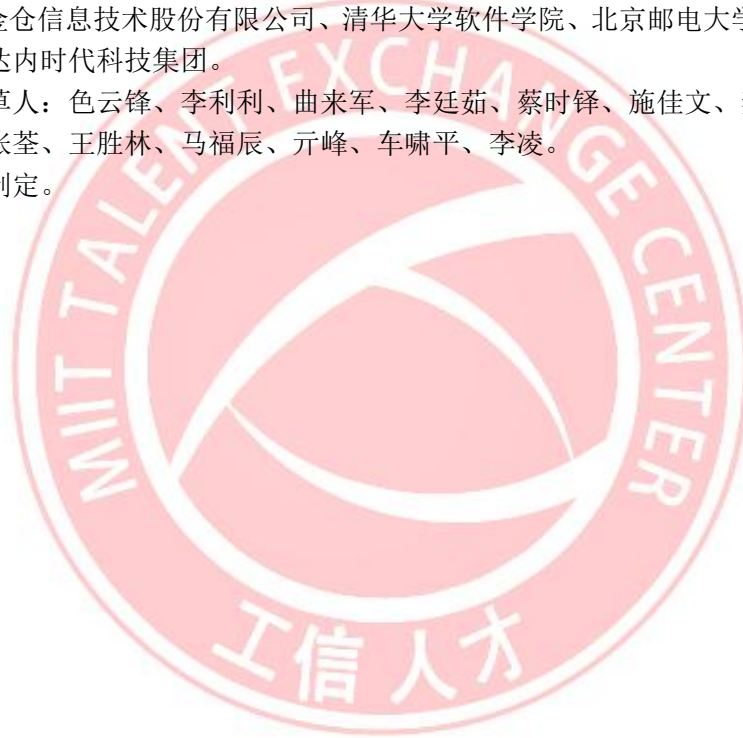 金仓信息技术股份有限公司、清华大学软件学院、北京邮电大学
达内时代科技集团。
草人：色云锋、李利利、曲来军、李廷茹、蔡时铎、施佳文、
张荃、王胜林、马福辰、亓峰、车啸平、李凌。
制定。
MIIT TALENT EXCHANGE CENTER
工信人才